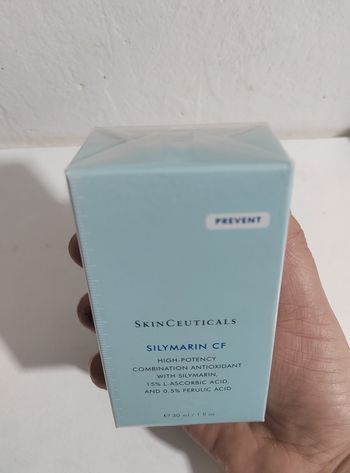 PREVENT
SKINCEUTICALS
SILYMARIN CF
HIGH-POTENCY
COMBINATION ANTIOXIDANT
WITH SILYMARIN,
15% L-ASCORBIC ACID,
AND 0.5% FERULIC ACID
℮ 30 ml / 1 fl oz